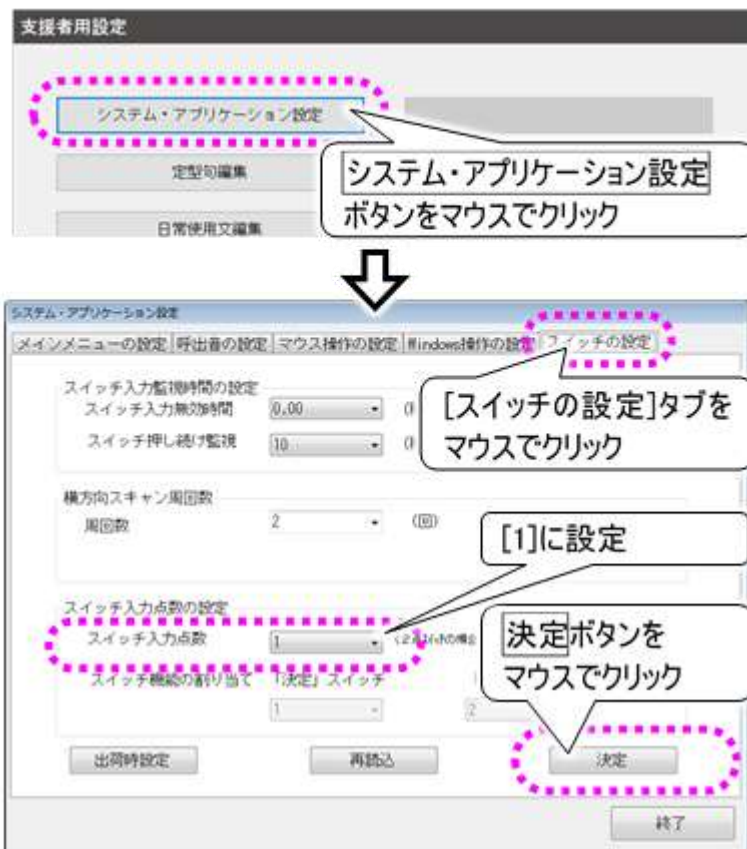 支援者用設定
システム・アプリケーション設定
定型句編集
日常使用文編集
システム・アプリケーション設定
ボタンをマウスでクリック
システム・アプリケーション設定
メインメニューの設定 呼出音の設定 マウス操作の設定 Windows操作の設定 スイッチの設定
スイッチ入力監視時間の設定
スイッチ入力無効時間 0.00
スイッチ押し続け監視 10
[スイッチの設定]タブを
マウスでクリック
横方向スキャン周回数
周回数 2 (回)
[1]に設定
スイッチ入力点数の設定
スイッチ入力点数 1
決定ボタンを
マウスでクリック
スイッチ機能の割り当て 「決定」スイッチ
1 2
出荷時設定 再読込 決定
終了